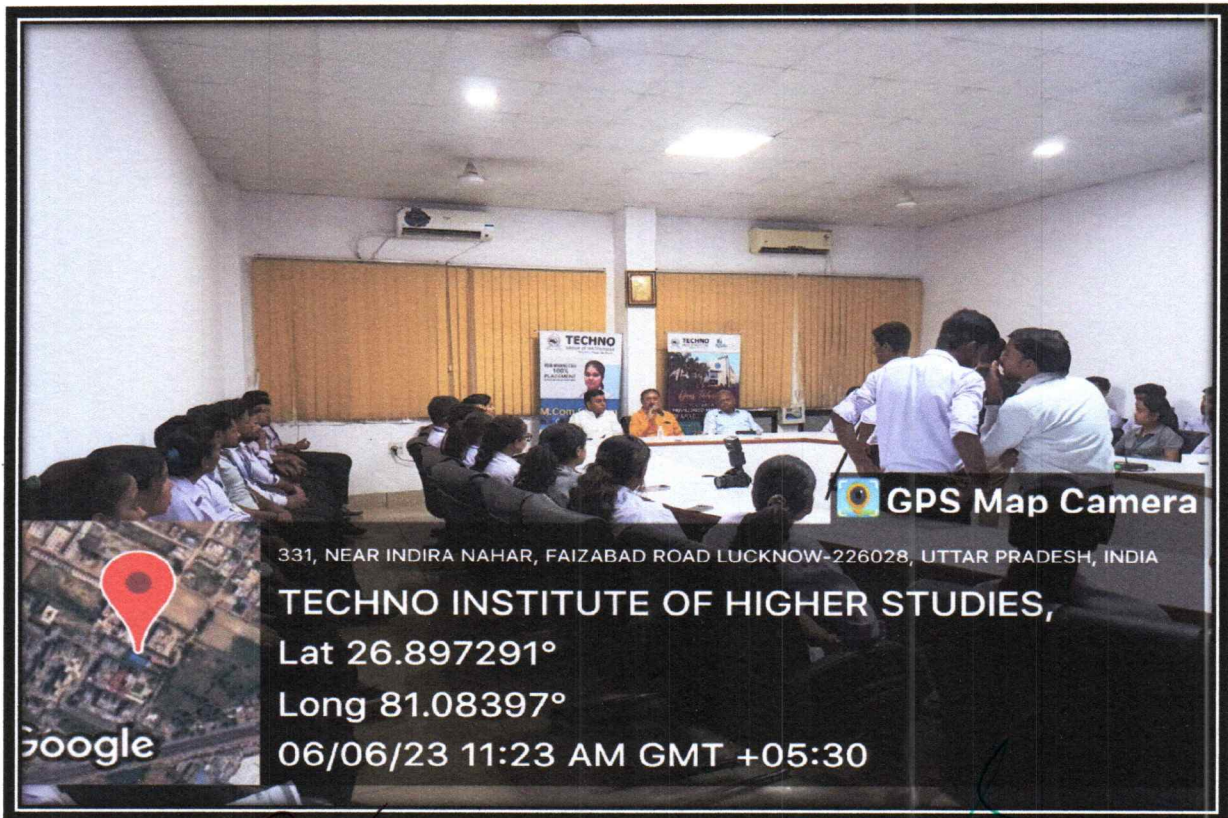 TECHNO
100%
PLACEMENT
M.Com
TECHNO
GPS Map Camera
331, NEAR INDIRA NAHAR, FAIZABAD ROAD LUCKNOW-226028, UTTAR PRADESH, INDIA
TECHNO INSTITUTE OF HIGHER STUDIES,
Lat 26.897291°
Long 81.08397°
06/06/23 11:23 AM GMT +05:30
Google